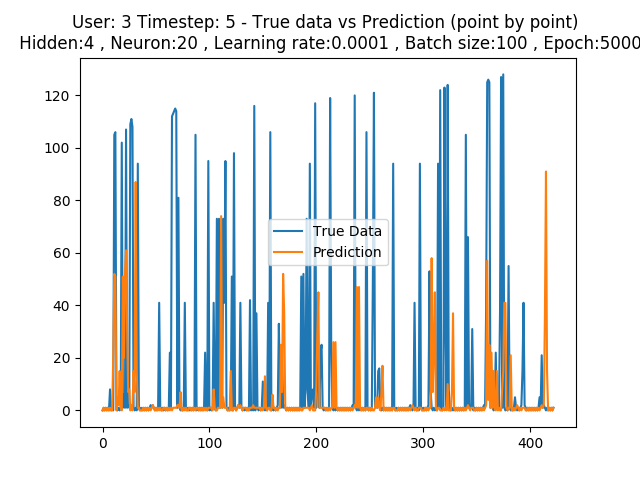 User: 3 Timestep: 5 - True data vs Prediction (point by point)
Hidden:4 , Neuron:20 , Learning rate:0.0001 , Batch size:100 , Epoch:5000
120
100
80
60
40
20
0
True Data
Prediction
0 100 200 300 400